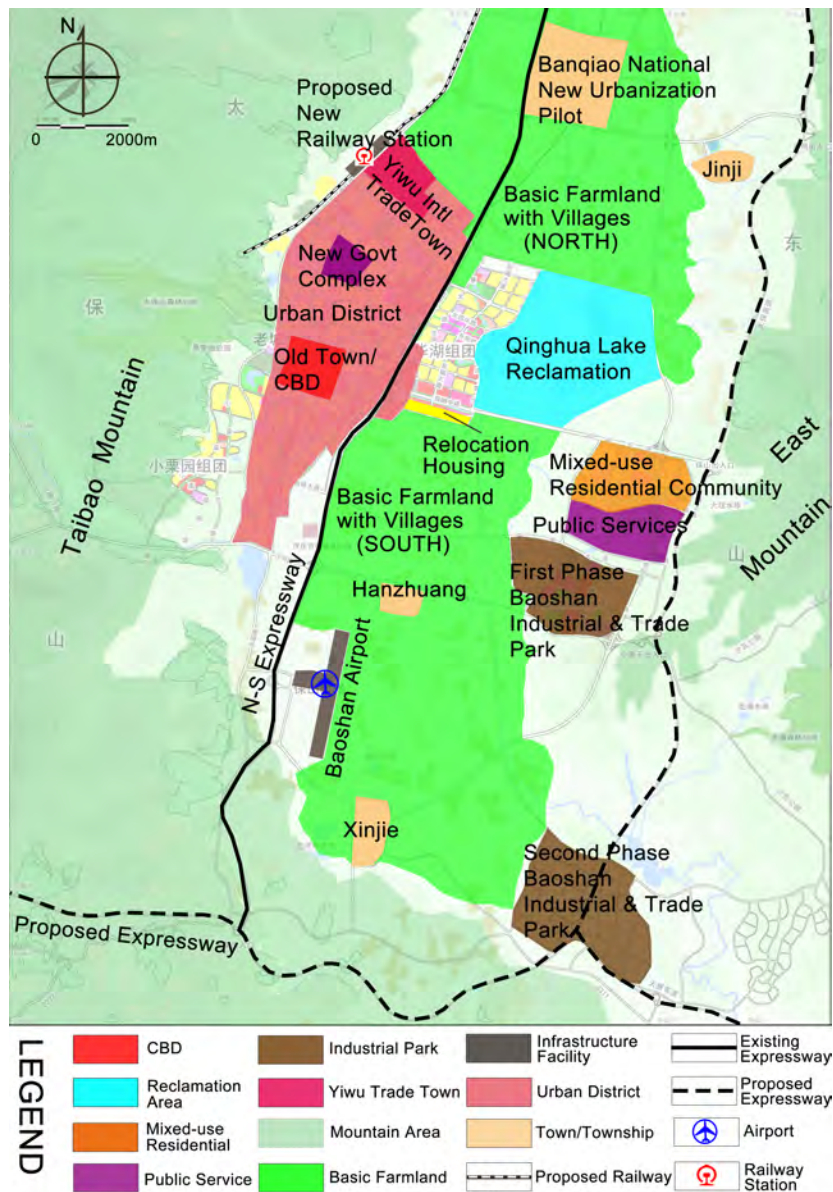 N
0 2000m
太
保
山
东
山
Proposed
New
Railway Station
Banqiao National
New Urbanization
Pilot
Jinji
Yiwu Intl
Trade Town
Basic Farmland
with Villages
(NORTH)
New Govt
Complex
Urban District
Old Town/
CBD
Qinghua Lake
Reclamation
小栗园组团
Taibao Mountain
Relocation
Housing
East
Mountain
Mixed-use
Residential Community
Basic Farmland
with Villages
(SOUTH)
Public Services
Hanzhuang
First Phase
Baoshan
Industrial & Trade
Park
N-S Expressway
Baoshan Airport
Xinjie
Second Phase
Baoshan
Industrial & Trade
Park
Proposed Expressway
LEGEND
CBD
Industrial Park
Infrastructure
Facility
Existing
Expressway
Reclamation
Area
Yiwu Trade Town
Urban District
Proposed
Expressway
Mixed-use
Residential
Mountain Area
Town/Township
Airport
Public Service
Basic Farmland
Proposed Railway
Railway
Station